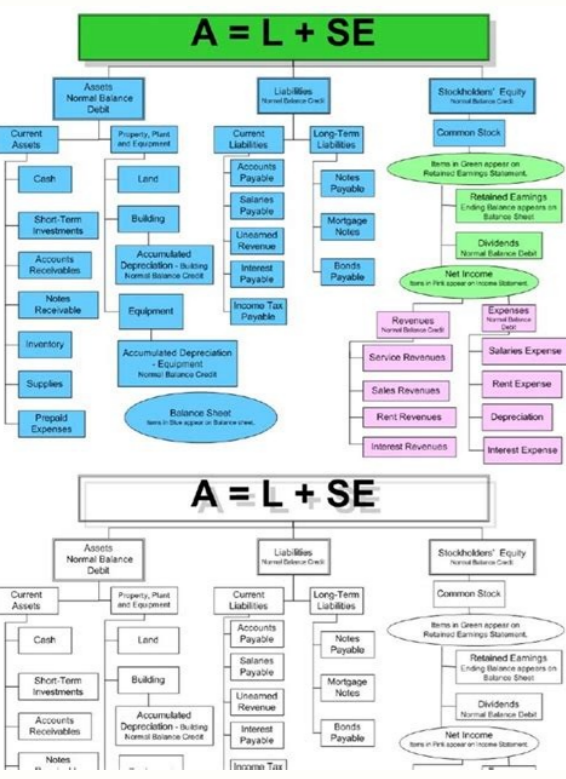 A = L + SE
Assets
Normal Balance
Debit
Liabilities
Normal Balance Credit
Stockholders' Equity
Normal Balance Credit
Current
Assets
Property, Plant
and Equipment
Current
Liabilities
Long-Term
Liabilities
Common Stock
Cash
Short-Term
Investments
Accounts
Receivables
Notes
Receivable
Inventory
Supplies
Prepaid
Expenses
Land
Building
Accumulated
Depreciation - Building
Normal Balance Credit
Equipment
Accumulated Depreciation
- Equipment
Normal Balance Credit
Balance Sheet
Items in Blue appear on Balance sheet.
Accounts
Payable
Salaries
Payable
Unearned
Revenue
Interest
Payable
Income Tax
Payable
Notes
Payable
Mortgage
Notes
Bonds
Payable
Items in Green appear on
Retained Earnings Statement.
Retained Earnings
Ending Balance appears on
Balance Sheet
Dividends
Normal Balance Debit
Net Income
Items in Pink appear on Income Statement.
Revenues
Normal Balance Credit
Service Revenues
Sales Revenues
Rent Revenues
Interest Revenues
Expenses
Normal Balance
Debit
Salaries Expense
Rent Expense
Depreciation
Interest Expense
A = L + SE
Assets
Normal Balance
Debit
Liabilities
Normal Balance Credit
Stockholders' Equity
Normal Balance Credit
Current
Assets
Property, Plant
and Equipment
Current
Liabilities
Long-Term
Liabilities
Common Stock
Cash
Short-Term
Investments
Accounts
Receivables
Notes
Land
Building
Accumulated
Depreciation - Building
Normal Balance Credit
Accounts
Payable
Salaries
Payable
Unearned
Revenue
Interest
Payable
Income Tax
Notes
Payable
Mortgage
Notes
Bonds
Payable
Items in Green appear on
Retained Earnings Statement.
Retained Earnings
Ending Balance appears on
Balance Sheet
Dividends
Normal Balance Debit
Net Income
Items in Pink appear on Income Statement.